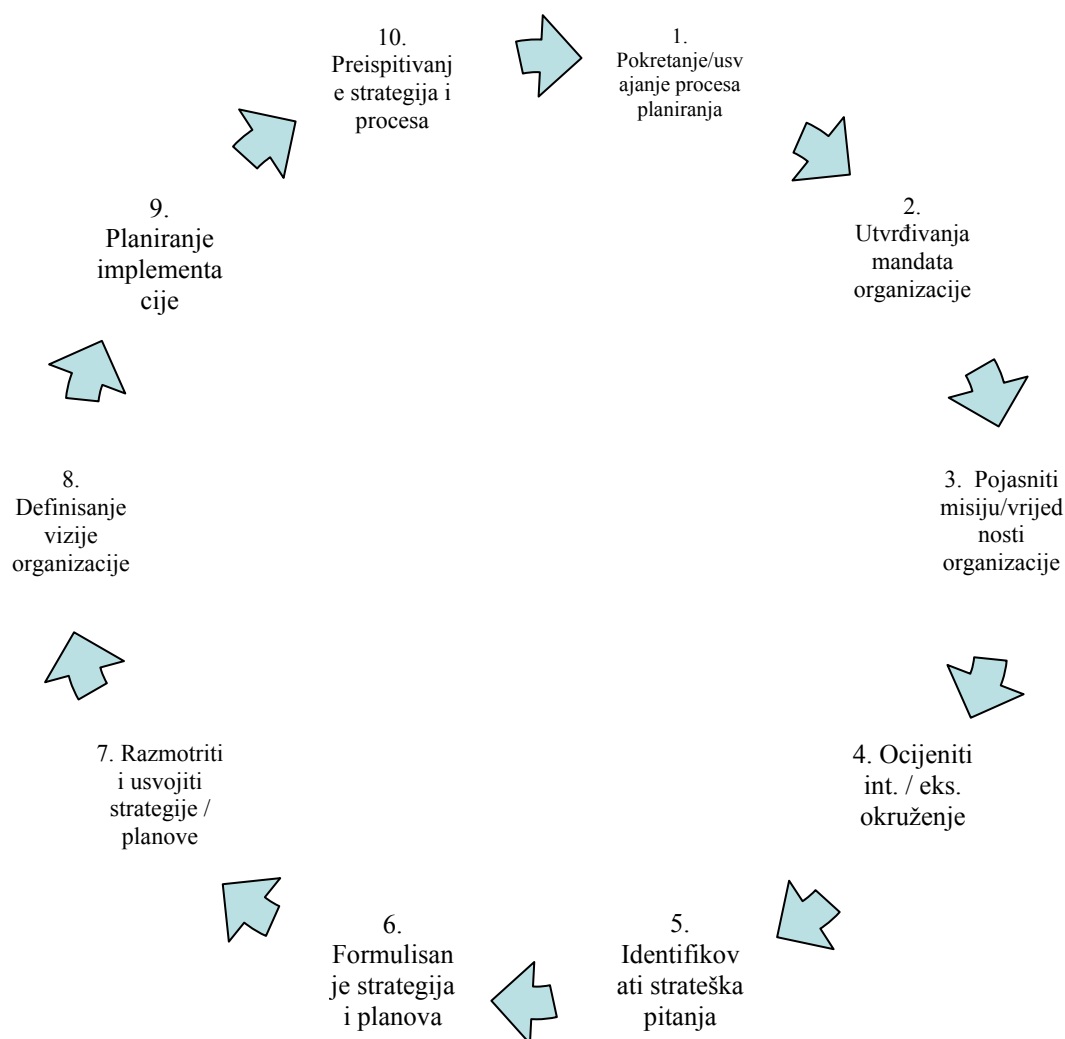 1.
Pokretanje/usv
ajanje procesa
planiranja
2.
Utvrđivanja
mandata
organizacije
3. Pojasniti
misiju/vrijed
nosti
organizacije
4. Ocijeniti
int. / eks.
okruženje
5.
Identifikov
ati strateška
pitanja
6.
Formulisan
je strategija
i planova
7. Razmotriti
i usvojiti
strategije /
planove
8.
Definisanje
vizije
organizacije
9.
Planiranje
implementa
cije
10.
Preispitivanj
e strategija i
procesa